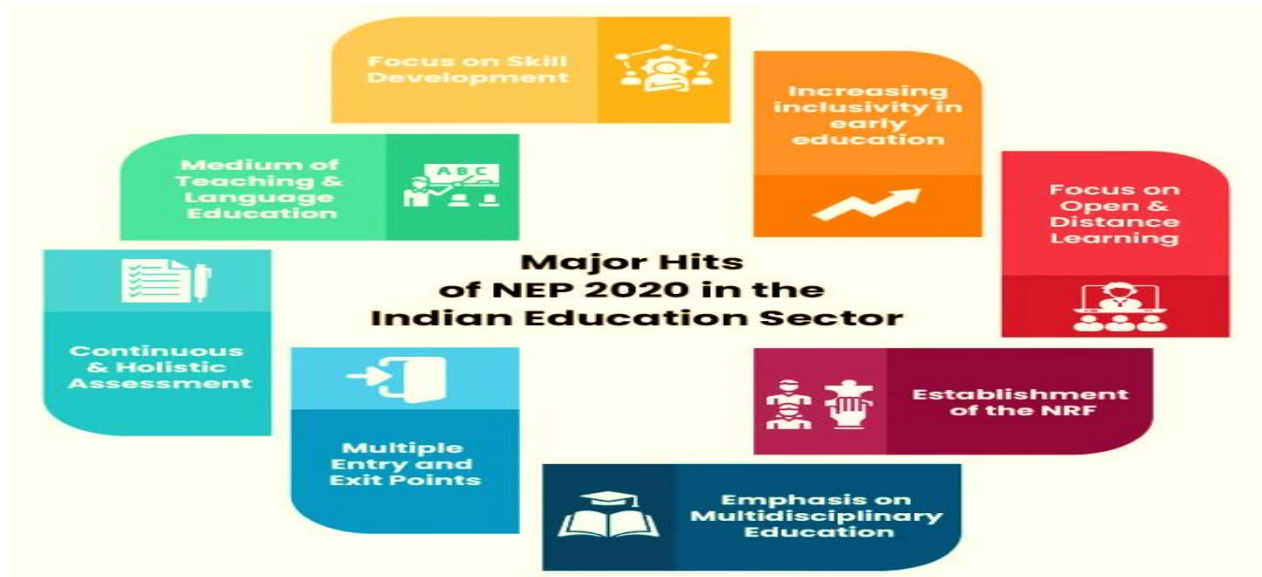 Focus on Skill
Development
Increasing
inclusivity in
early
education
Medium of
Teaching &
Language
Education
A B C
Focus on
Open &
Distance
Learning
Major Hits
of NEP 2020 in the
Indian Education Sector
Continuous
& Holistic
Assessment
Multiple
Entry and
Exit Points
Establishment
of the NRF
Emphasis on
Multidisciplinary
Education